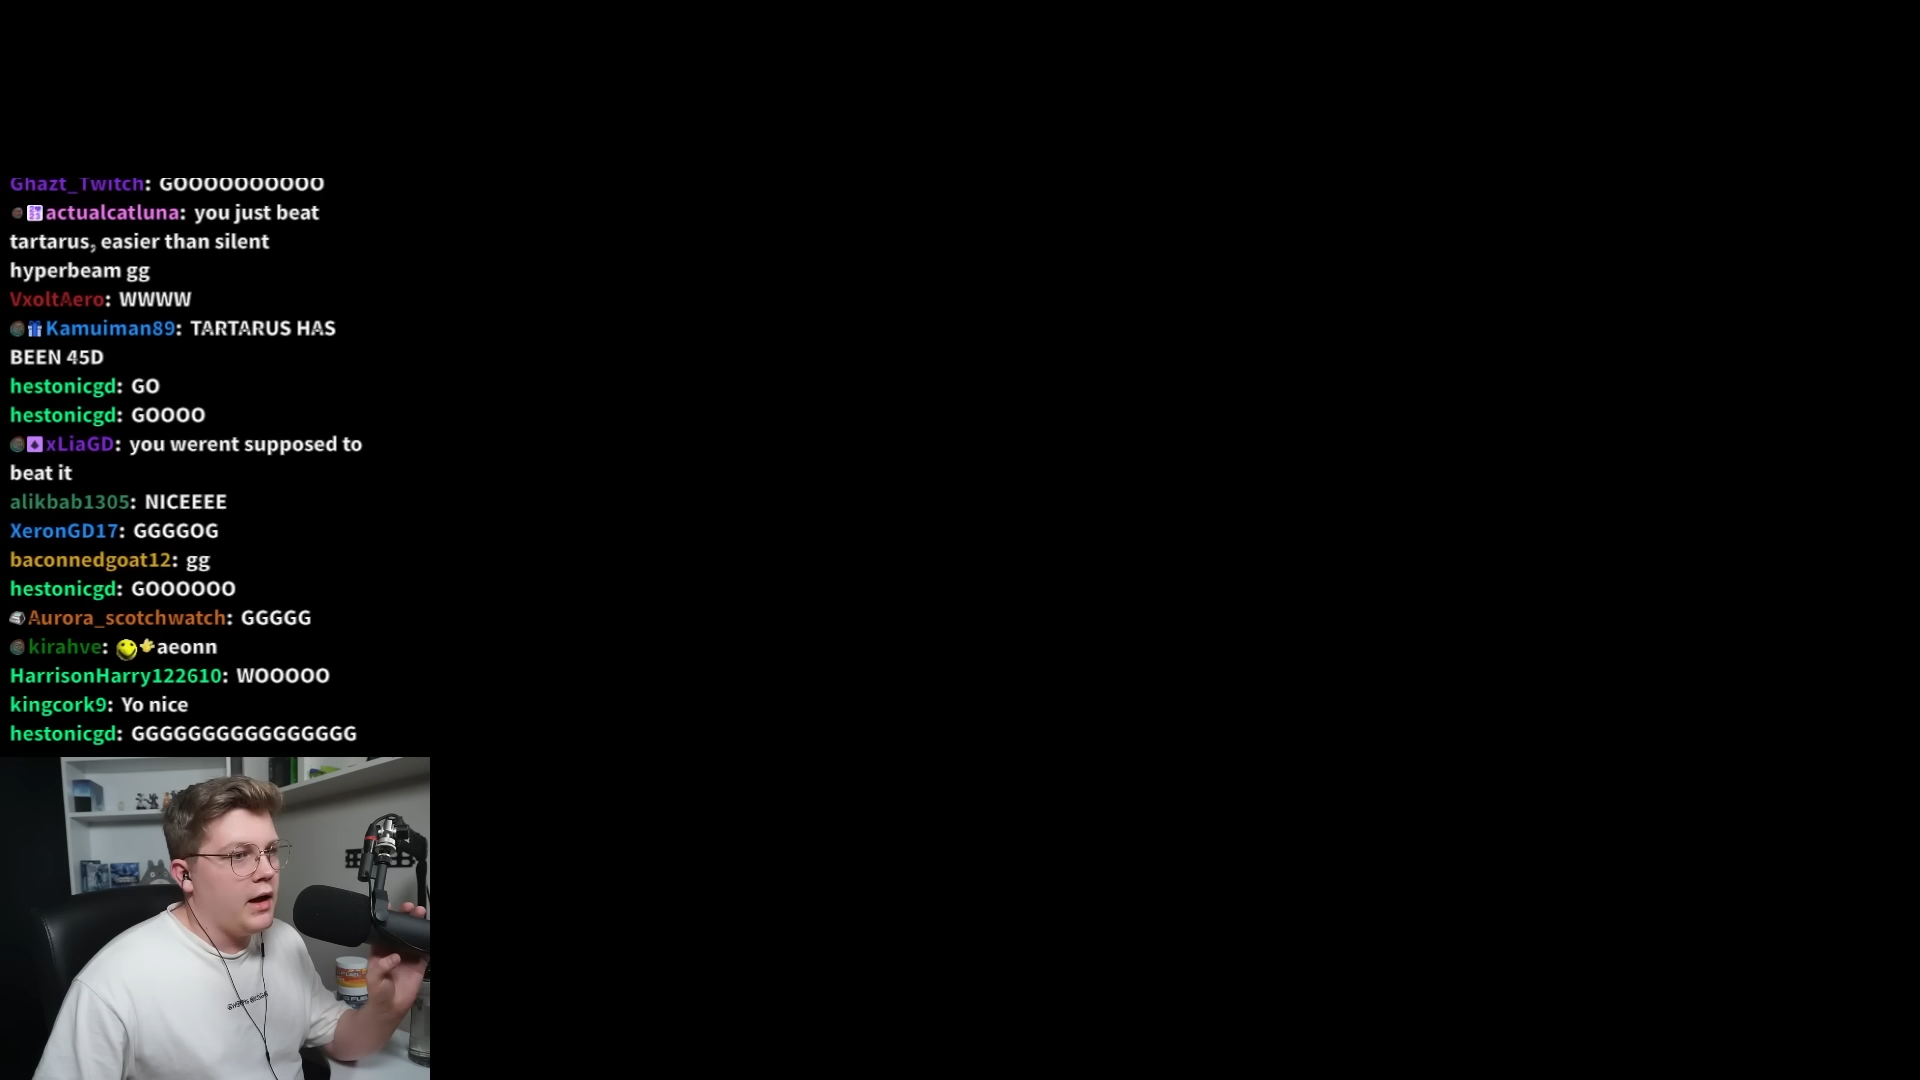 Ghazt_Twitch: GOOOOOOOOOO
actualcatluna: you just beat
tartarus, easier than silent
hyperbeam gg
VxoltAero: WWWW
Kamuiman89: TARTARUS HAS
BEEN 45D
hestonicgd: GO
hestonicgd: GOOOO
xLiaGD: you werent supposed to
beat it
alikbab1305: NICEEEE
XeronGD17: GGGGOG
baconnedgoat12: gg
hestonicgd: GOOOOOO
Aurora_scotchwatch: GGGGG
kirahve: aeonn
HarrisonHarry122610: WOOOOO
kingcork9: Yo nice
hestonicgd: GGGGGGGGGGGGGGGG